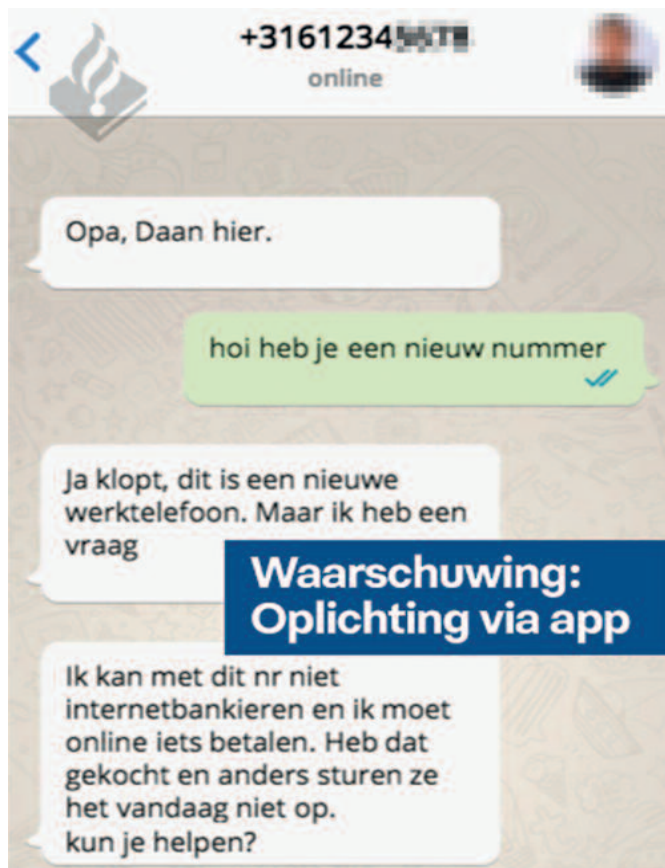 +3161234
online
Opa, Daan hier.
hoi heb je een nieuw nummer
Ja klopt, dit is een nieuwe
werktelefoon. Maar ik heb een
vraag
Waarschuwing:
Oplichting via app
Ik kan met dit nr niet
internetbankieren en ik moet
online iets betalen. Heb dat
gekocht en anders sturen ze
het vandaag niet op.
kun je helpen?